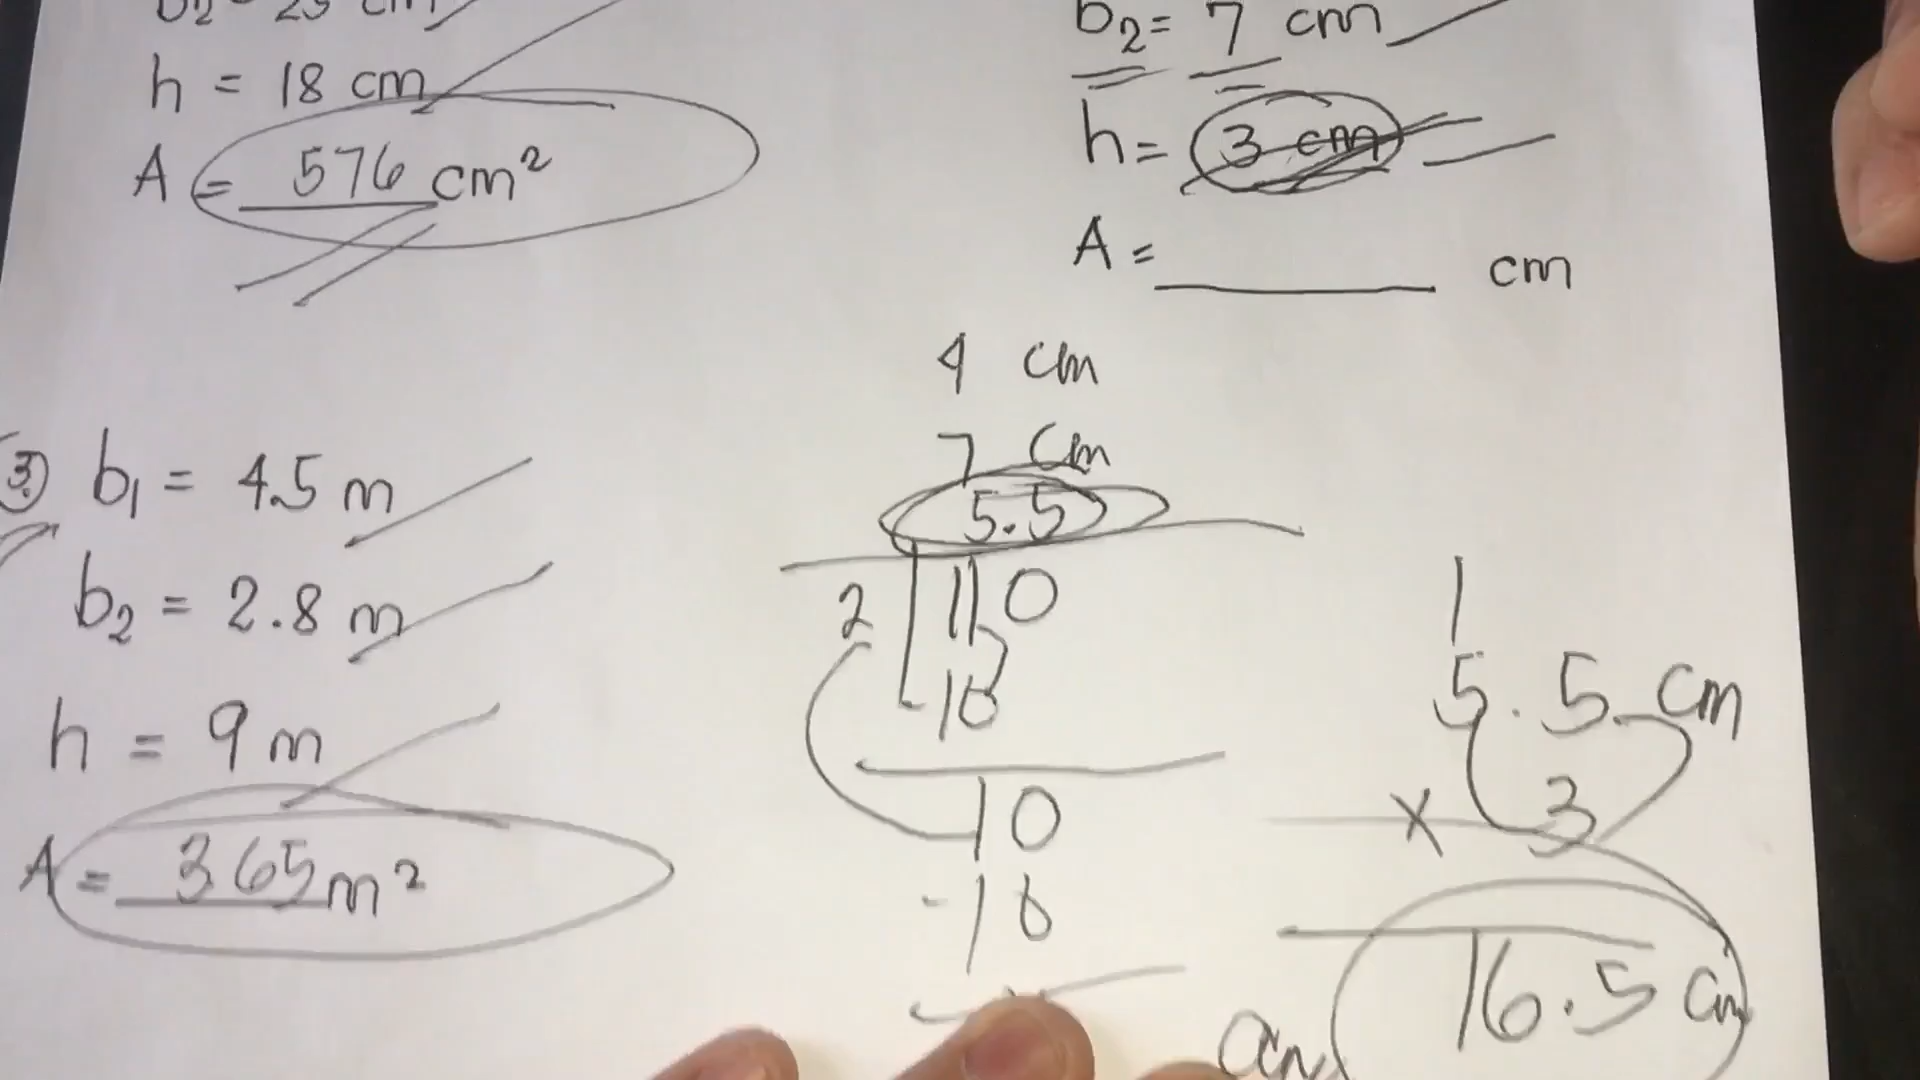 h = 18 cm
A = 576 cm²
b₂ = 7 cm
h = 3 cm
A = ________ cm
③ b₁ = 4.5 m
b₂ = 2.8 m
h = 9 m
A = 365 m²
4 cm
7 cm
5.5
2 110
-10
10
-10
1
5.5 cm
× 3
16.5 cm